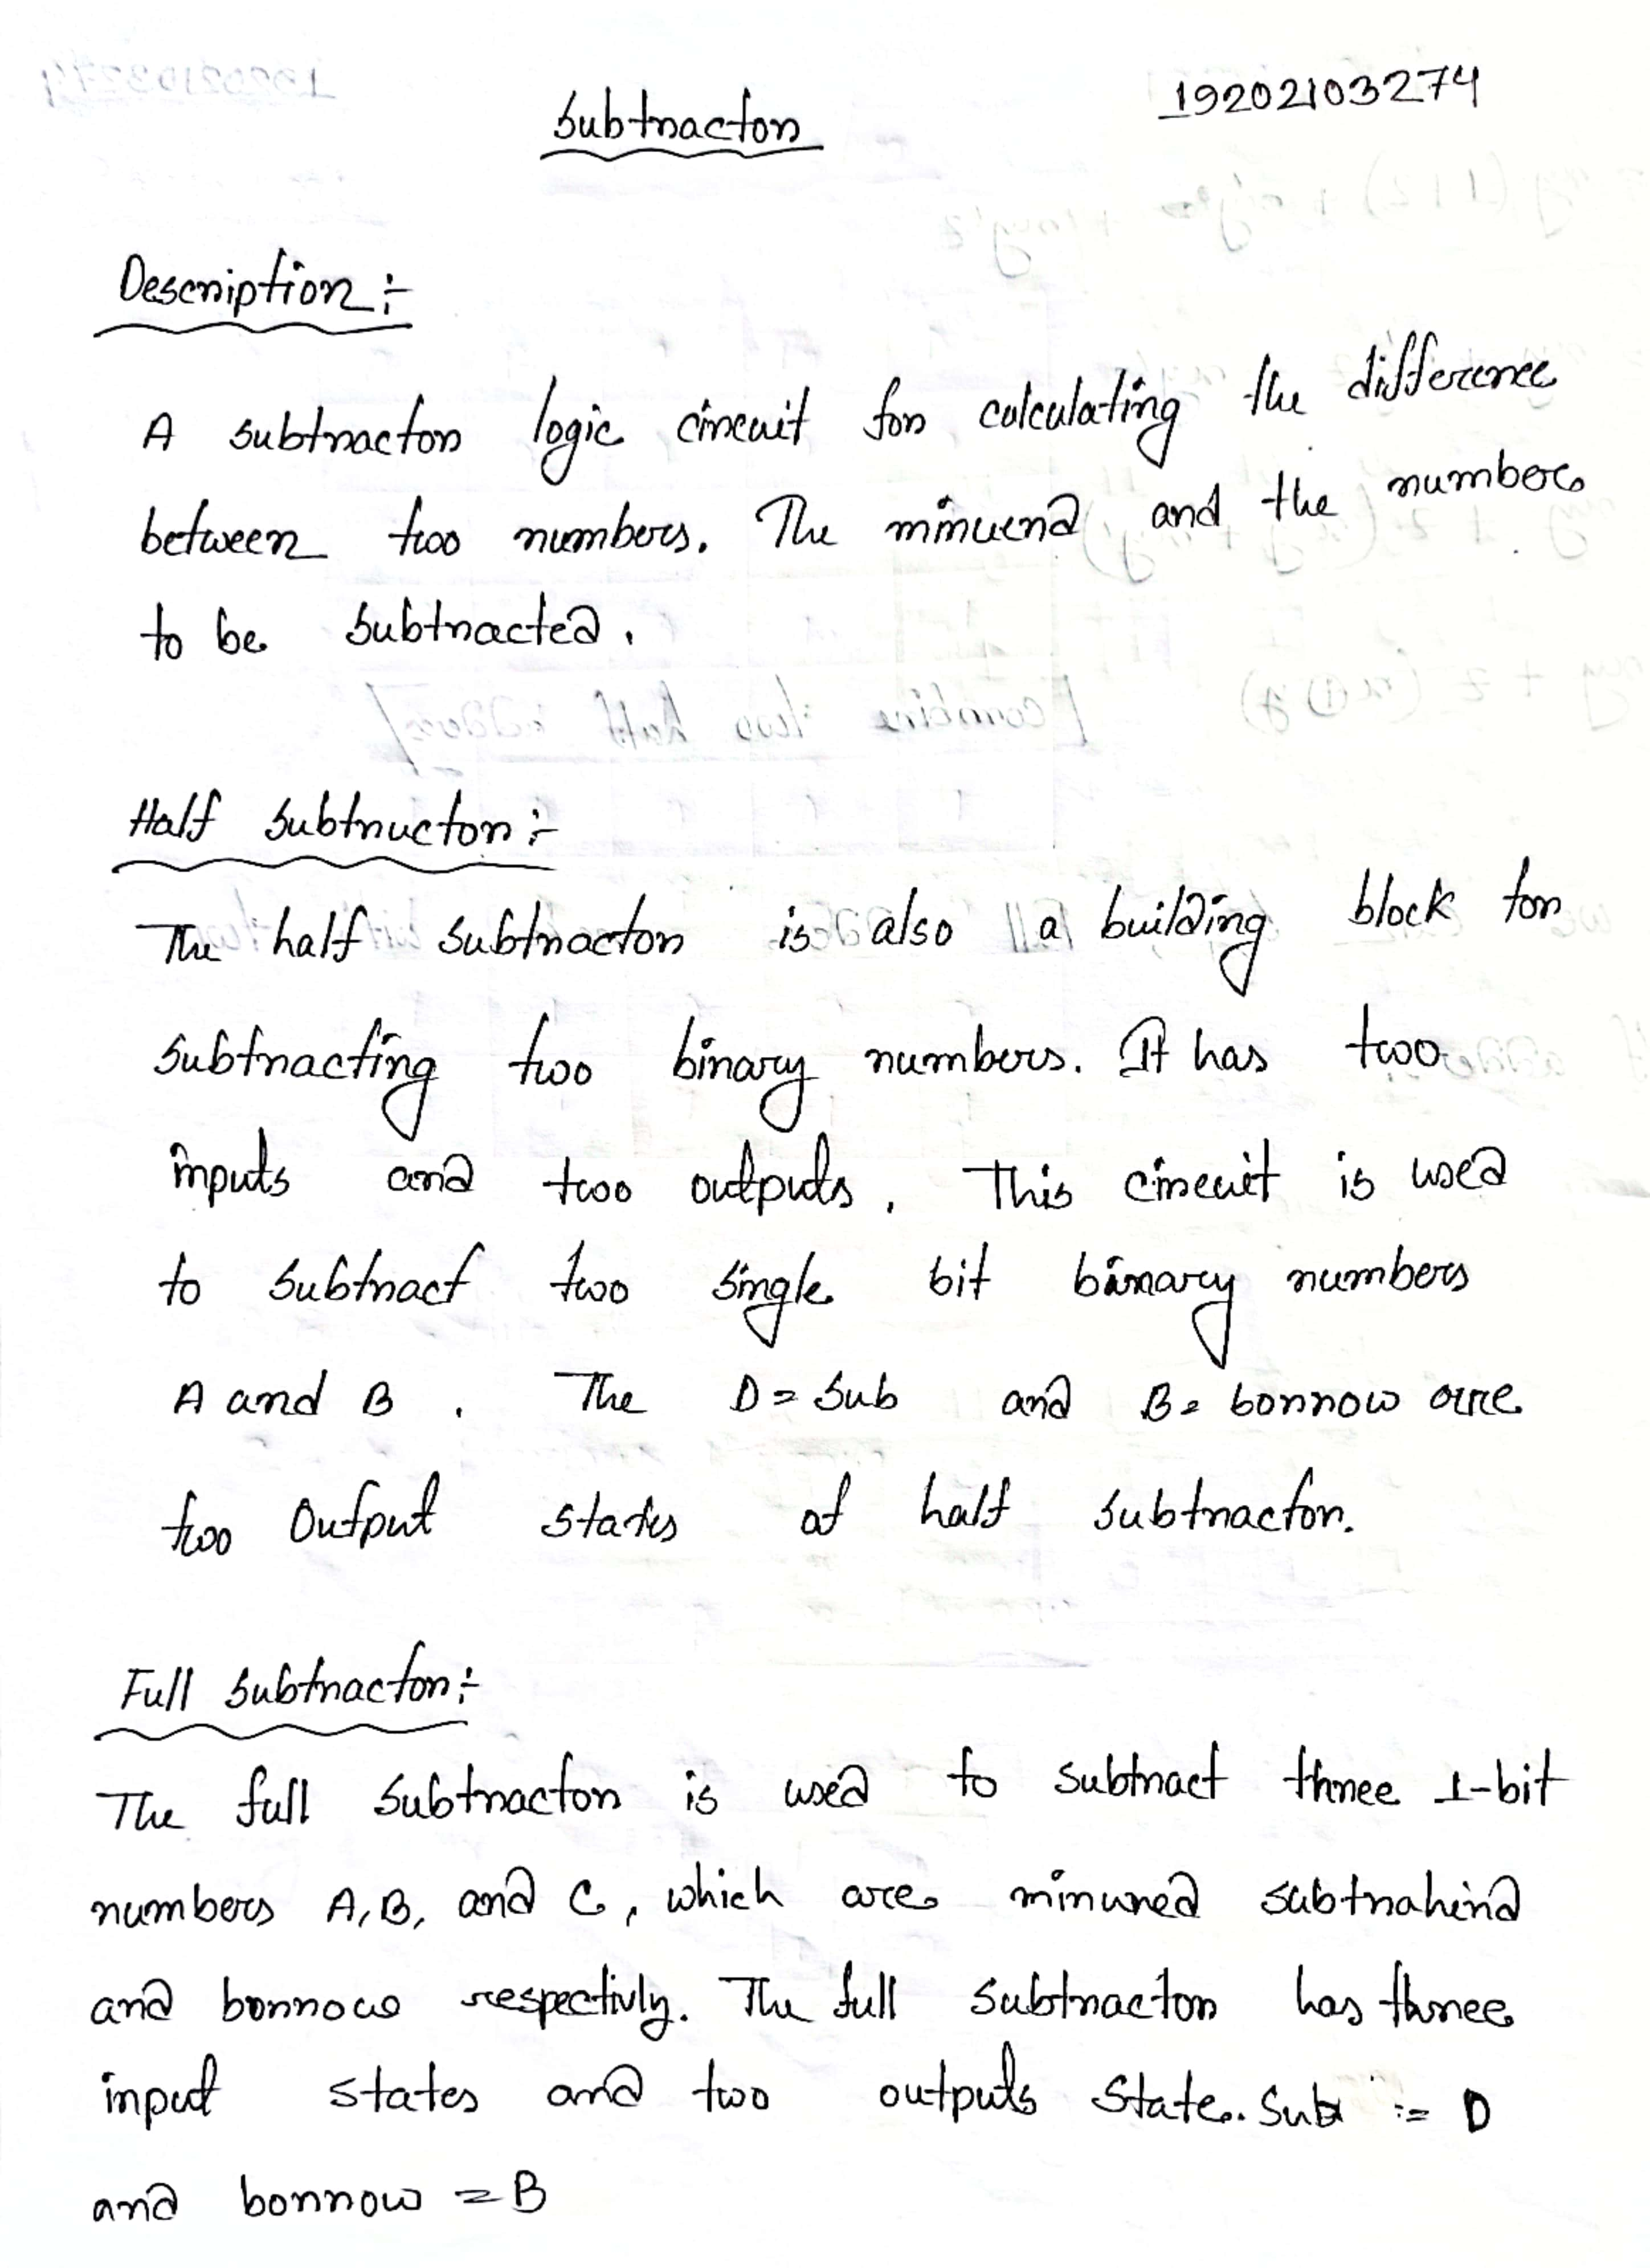 19202103274
Subtractor
Description :-
A subtractor logic circuit for calculating the difference
between two numbers. The minuend and the number
to be subtracted.
Half Subtructor :-
The half subtractor is also a building block for
subtracting two binary numbers. It has two
inputs and two outputs. This circuit is used
to subtract two single bit binary numbers
A and B . The D = Sub and B = borrow are
two Output states of half subtractor.
Full Subtractor :-
The full subtractor is used to subtract three 1-bit
numbers A, B, and C, which are minuned subtrahind
and borrow respectivly. The full subtractor has three
input states and two outputs state. Sub := D
and borrow = B